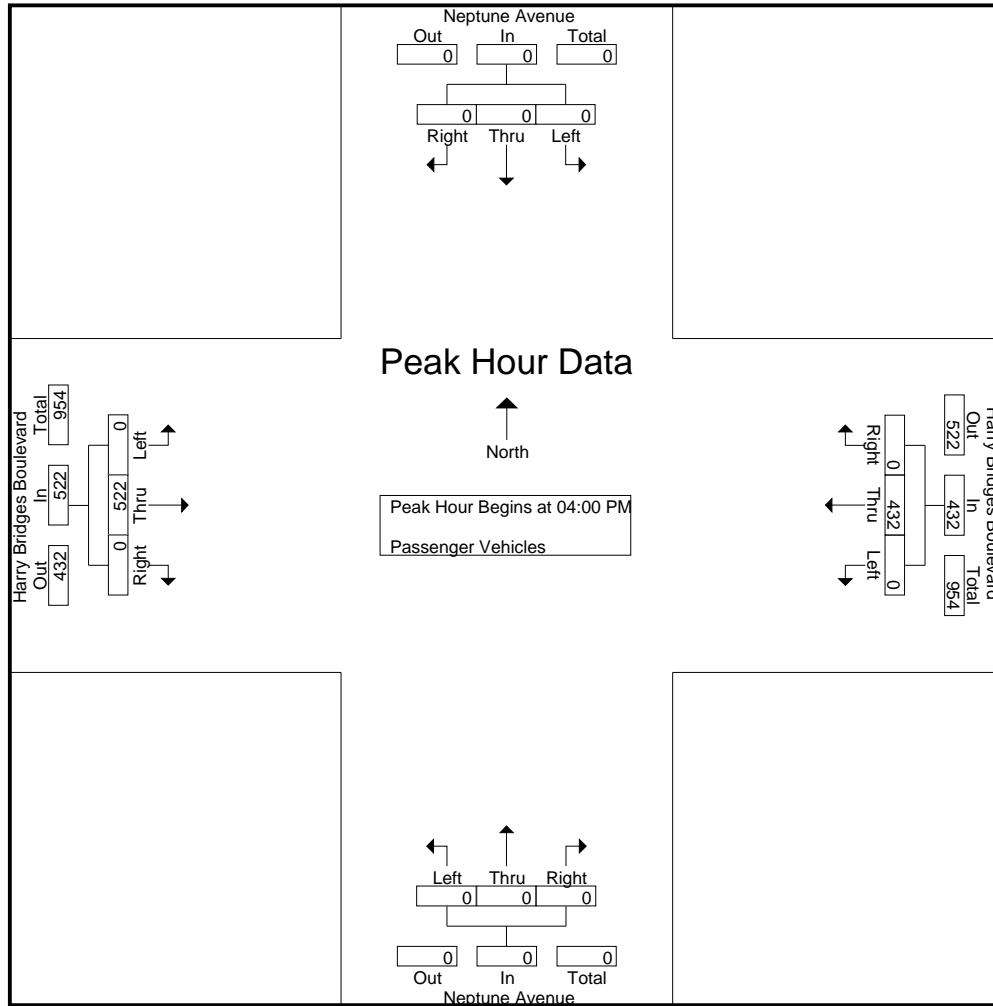 Neptune Avenue
Out In Total
0 0 0
0 0 0
Right Thru Left
Peak Hour Data
North
Peak Hour Begins at 04:00 PM
Passenger Vehicles
Harry Bridges Boulevard
Out In Total
432 522 954
0 522 0
Right Thru Left
Harry Bridges Boulevard
Out In Total
522 432 954
0 432 0
Right Thru Left
Left Thru Right
0 0 0
0 0 0
Out In Total
Neptune Avenue